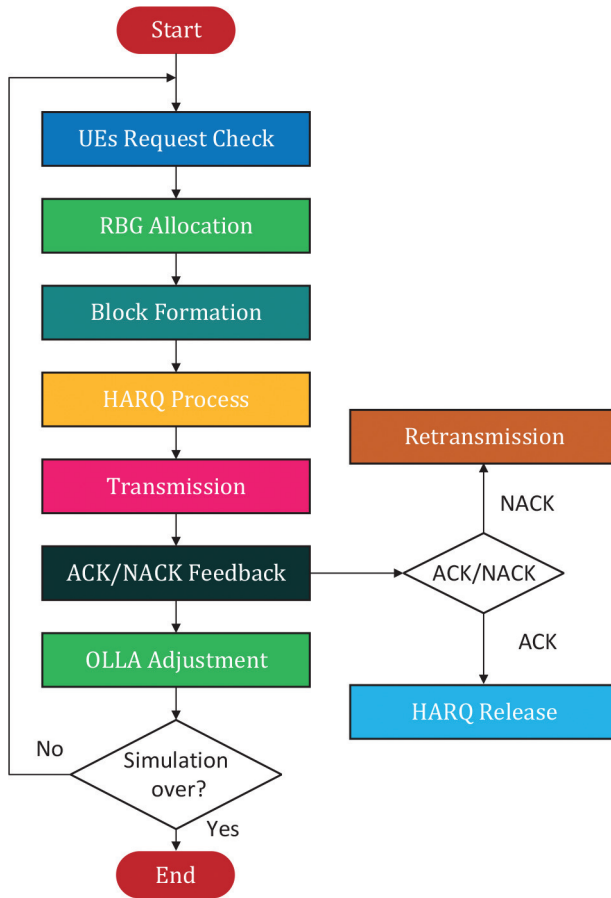 Start
UEs Request Check
RBG Allocation
Block Formation
HARQ Process
Transmission
ACK/NACK Feedback
OLLA Adjustment
Simulation
over?
No
Yes
End
Retransmission
NACK
ACK/NACK
ACK
HARQ Release